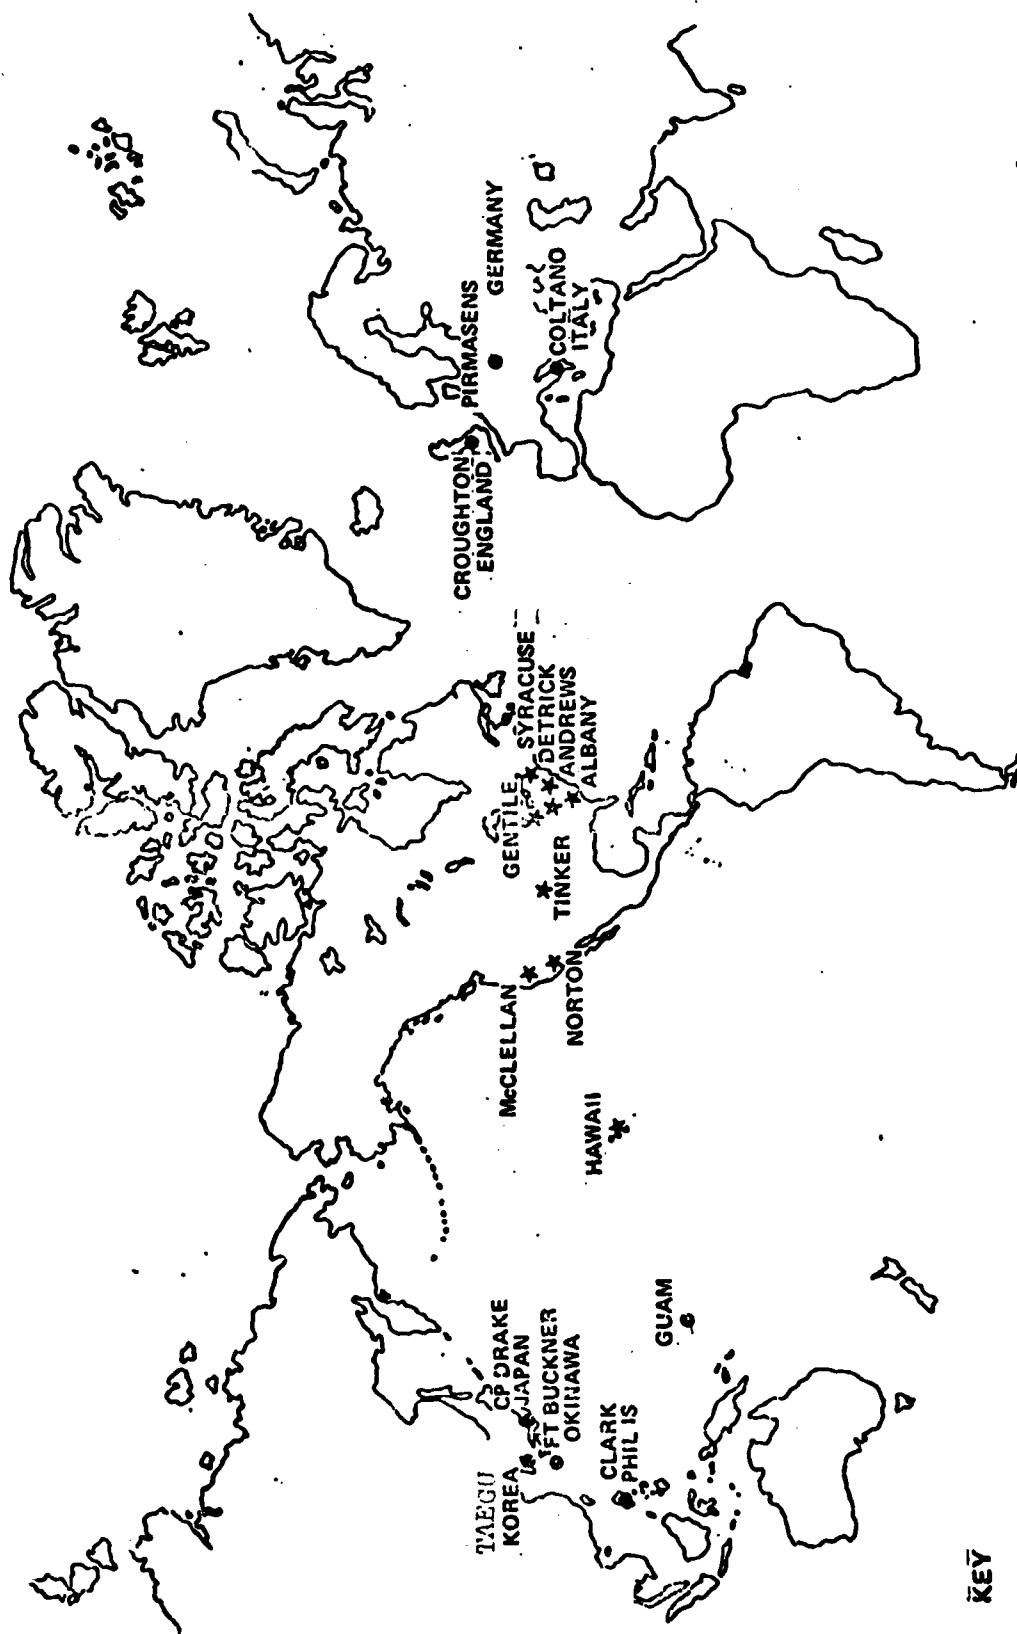 TAEGU
KOREA
CP DRAKE
JAPAN
FT BUCKNER
OKINAWA
CLARK
PHIL IS
GUAM
HAWAII
McCLELLAN
NORTON
TINKER
GENTILE
SYRACUSE
DETRICK
ANDREWS
ALBANY
CROUGHTON
ENGLAND
PIRMASENS
GERMANY
COLTANO
ITALY
KEY